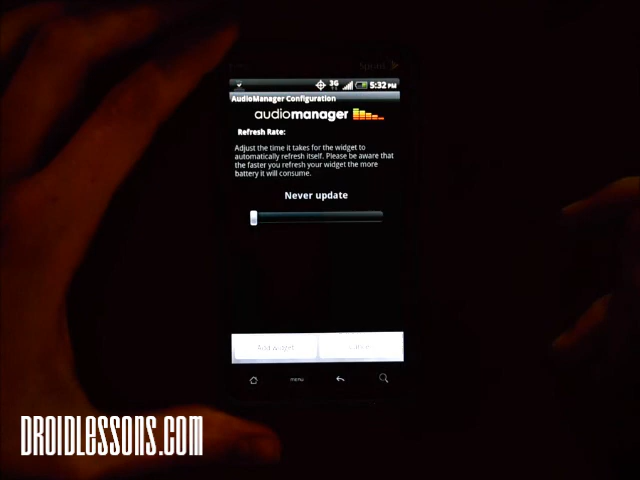 Sprint
3G
5:32 PM
AudioManager Configuration
audiomanager
Refresh Rate:
Adjust the time it takes for the widget to
automatically refresh itself. Please be aware that
the faster you refresh your widget the more
battery it will consume.
Never update
Add widget Cancel
MENU
DROIDLESSONS.COM